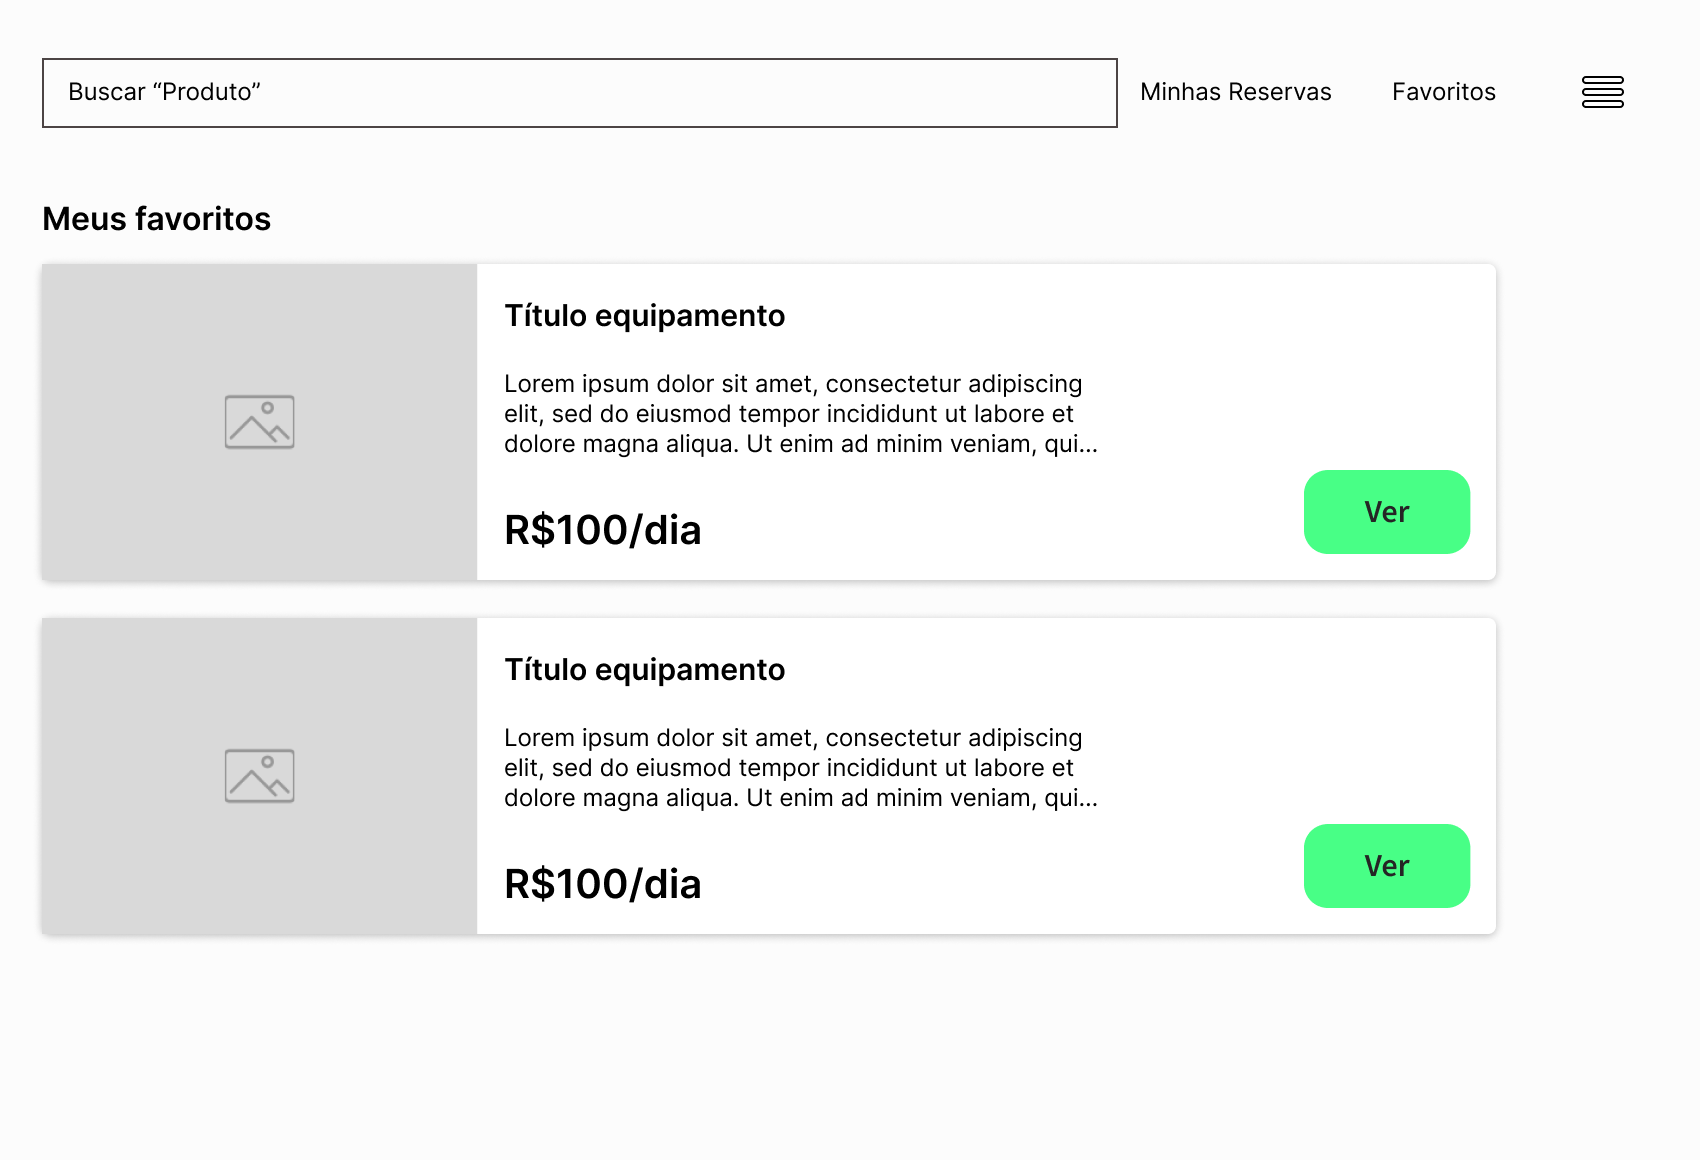 Buscar “Produto”
Minhas Reservas
Favoritos
Meus favoritos
Título equipamento
Lorem ipsum dolor sit amet, consectetur adipiscing
elit, sed do eiusmod tempor incididunt ut labore et
dolore magna aliqua. Ut enim ad minim veniam, qui...
R$100/dia
Ver
Título equipamento
Lorem ipsum dolor sit amet, consectetur adipiscing
elit, sed do eiusmod tempor incididunt ut labore et
dolore magna aliqua. Ut enim ad minim veniam, qui...
R$100/dia
Ver